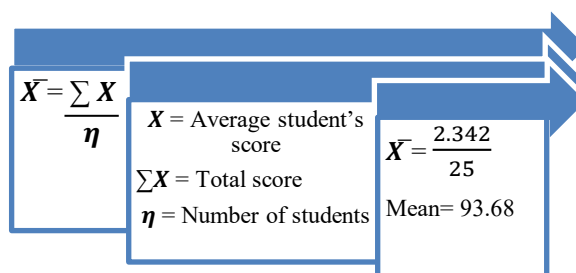 X̄ = ∑ X / η
X = Average student's
score
∑X = Total score
η = Number of students
X̄ = 2.342 / 25
Mean= 93.68